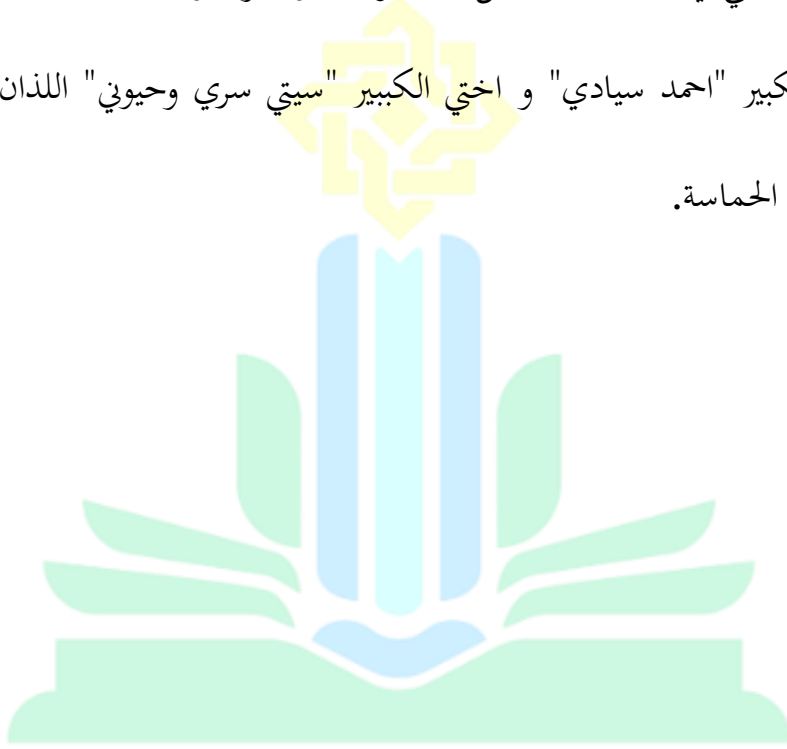 كبير "احمد سيادي" و اختي الكببير "سيتي سري وحيوني" اللذان
الحماسة.